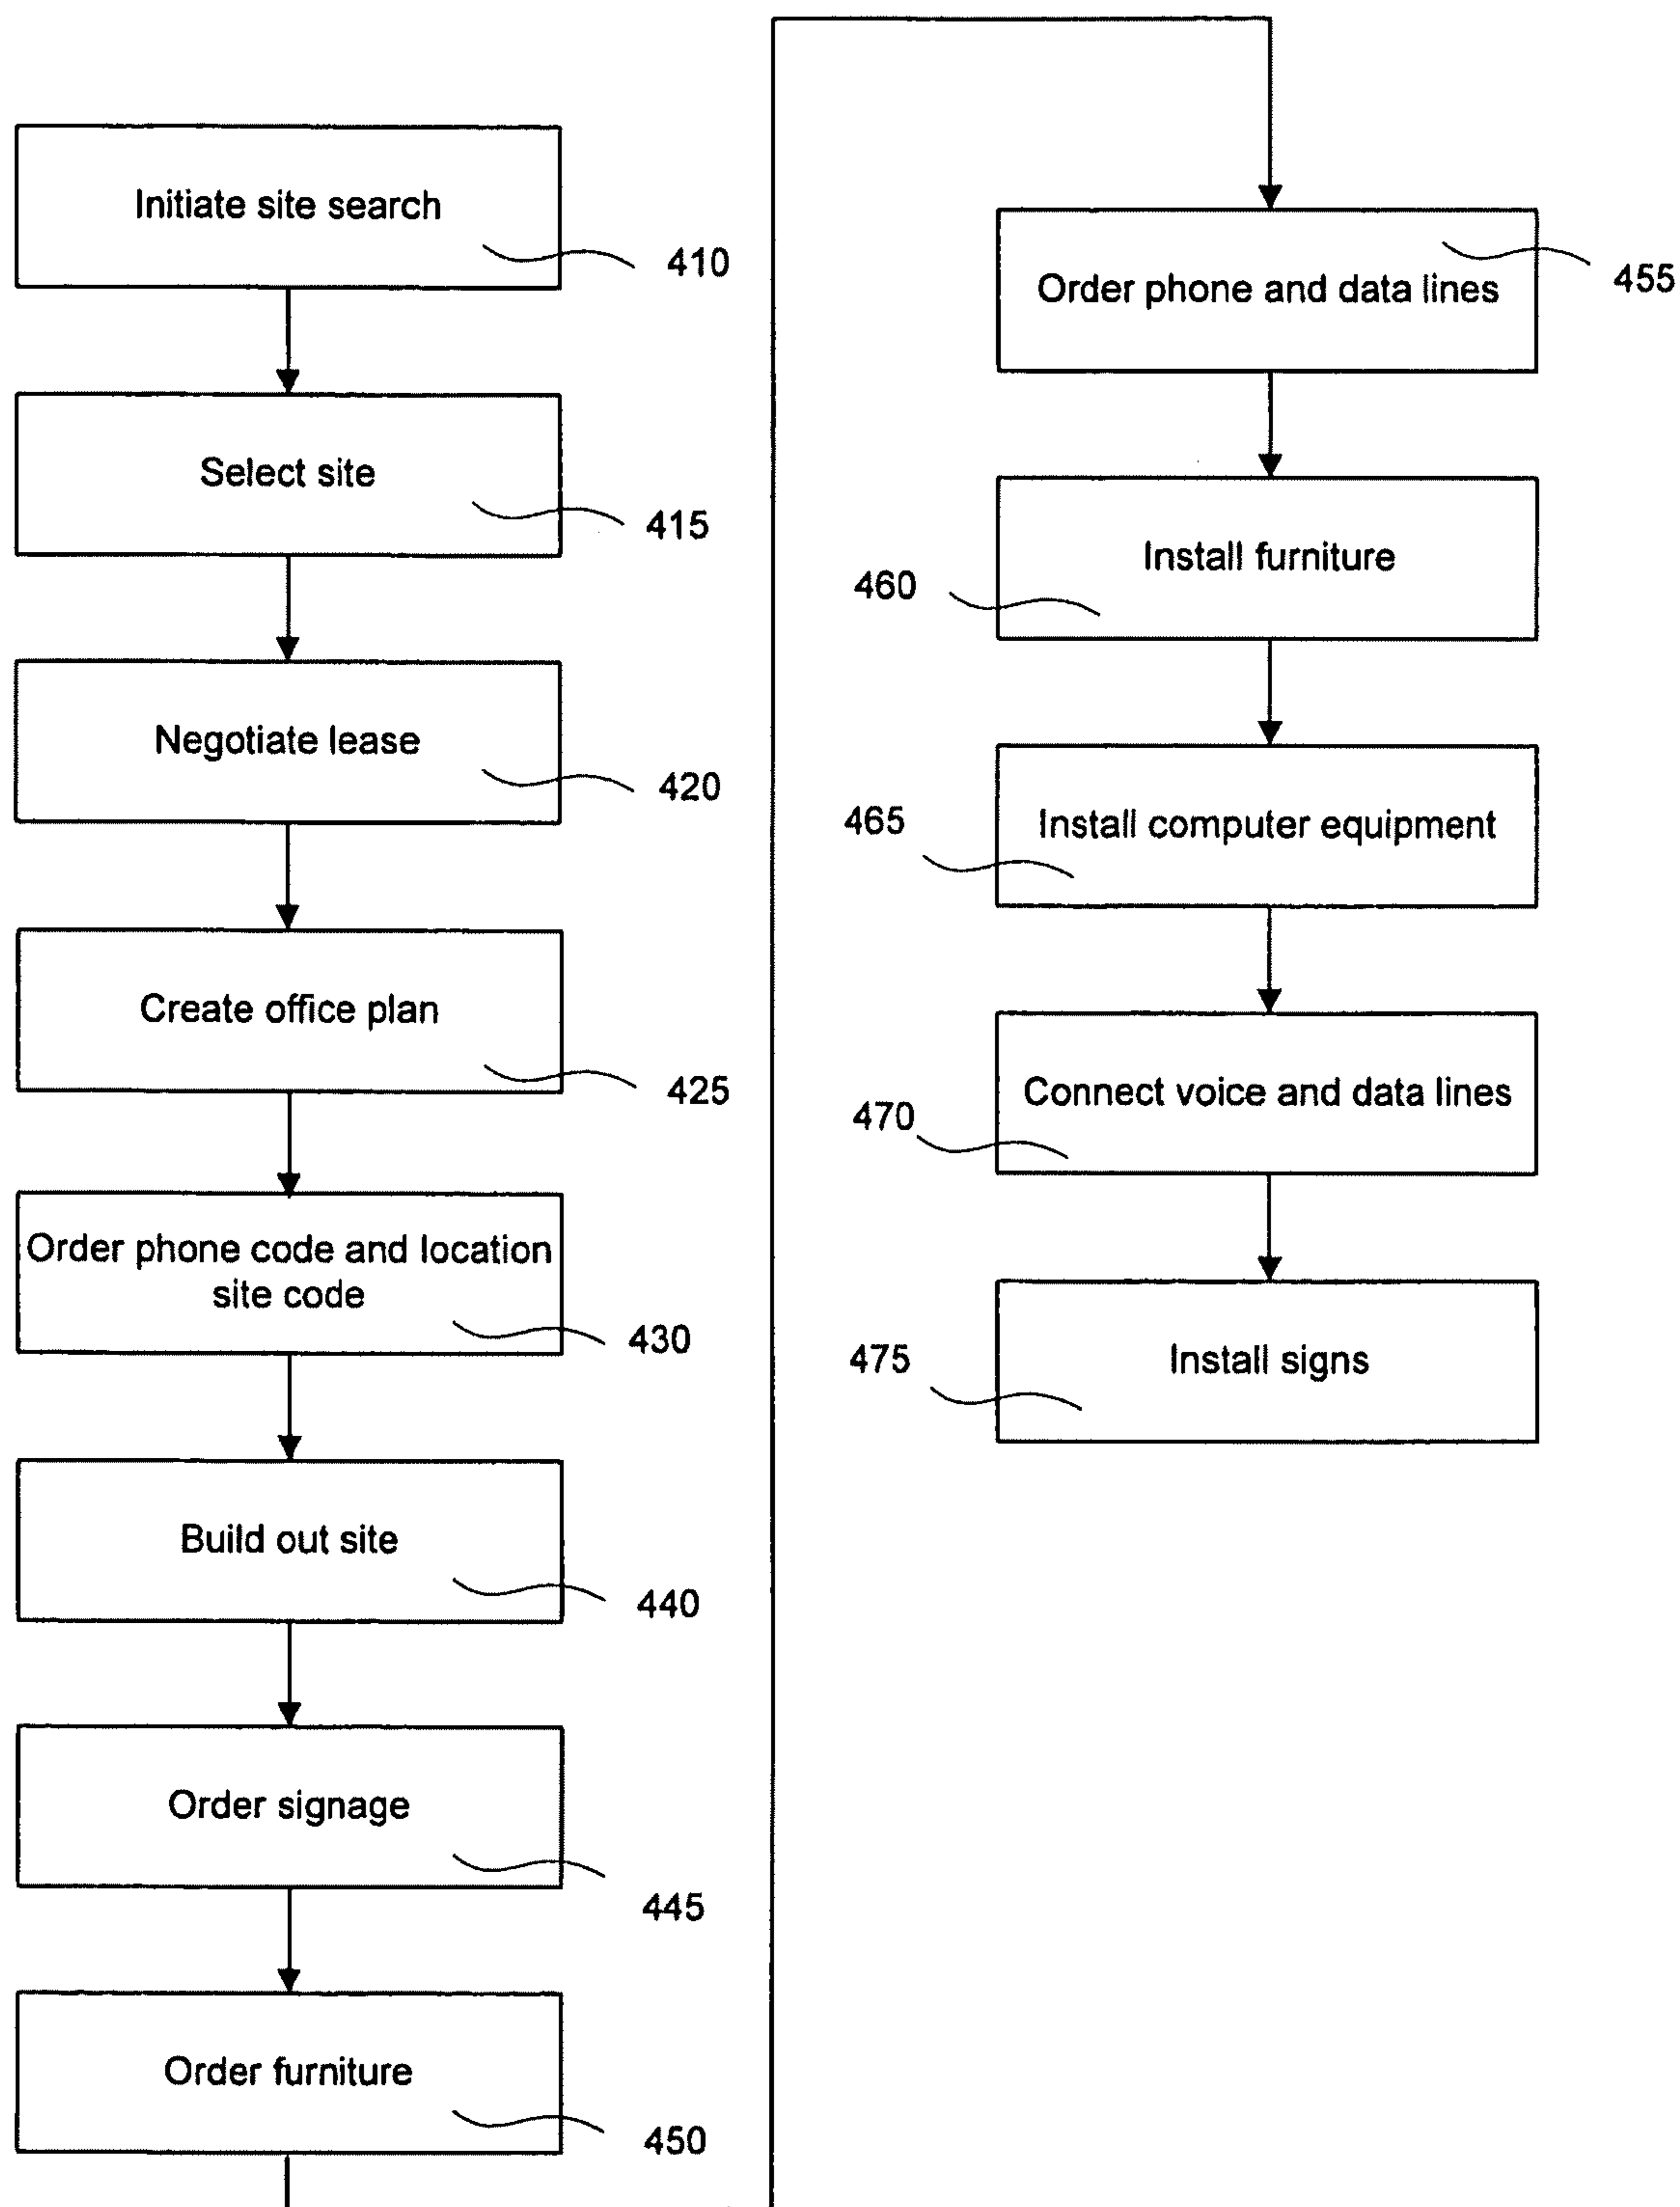 Initiate site search
410
Select site
415
Negotiate lease
420
Create office plan
425
Order phone code and location
site code
430
Build out site
440
Order signage
445
Order furniture
450
Order phone and data lines
455
Install furniture
460
Install computer equipment
465
Connect voice and data lines
470
Install signs
475